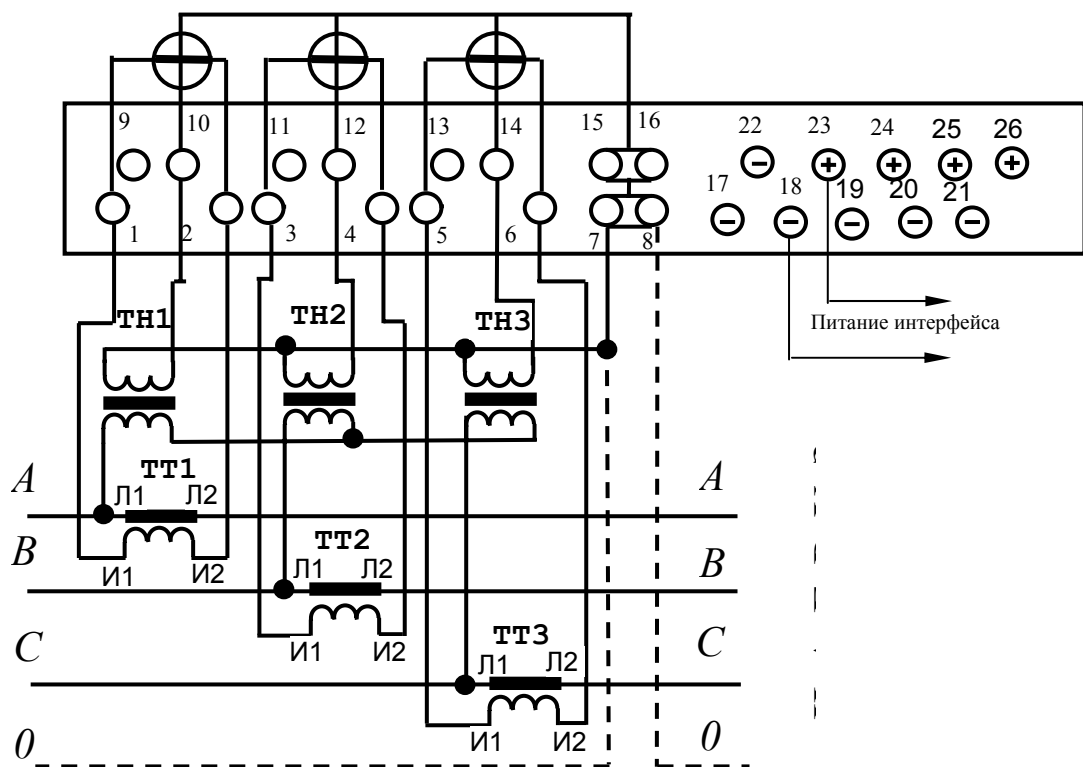 9 10 11 12 13 14 15 16
22 23 24 25 26
17 18 19 20 21
1 2 3 4 5 6 7 8
ТН1 ТН2 ТН3
Питание интерфейса
ТТ1
A Л1 Л2 A
И1 И2
ТТ2
B Л1 Л2 B
И1 И2
ТТ3
C Л1 Л2 C
И1 И2
0 0